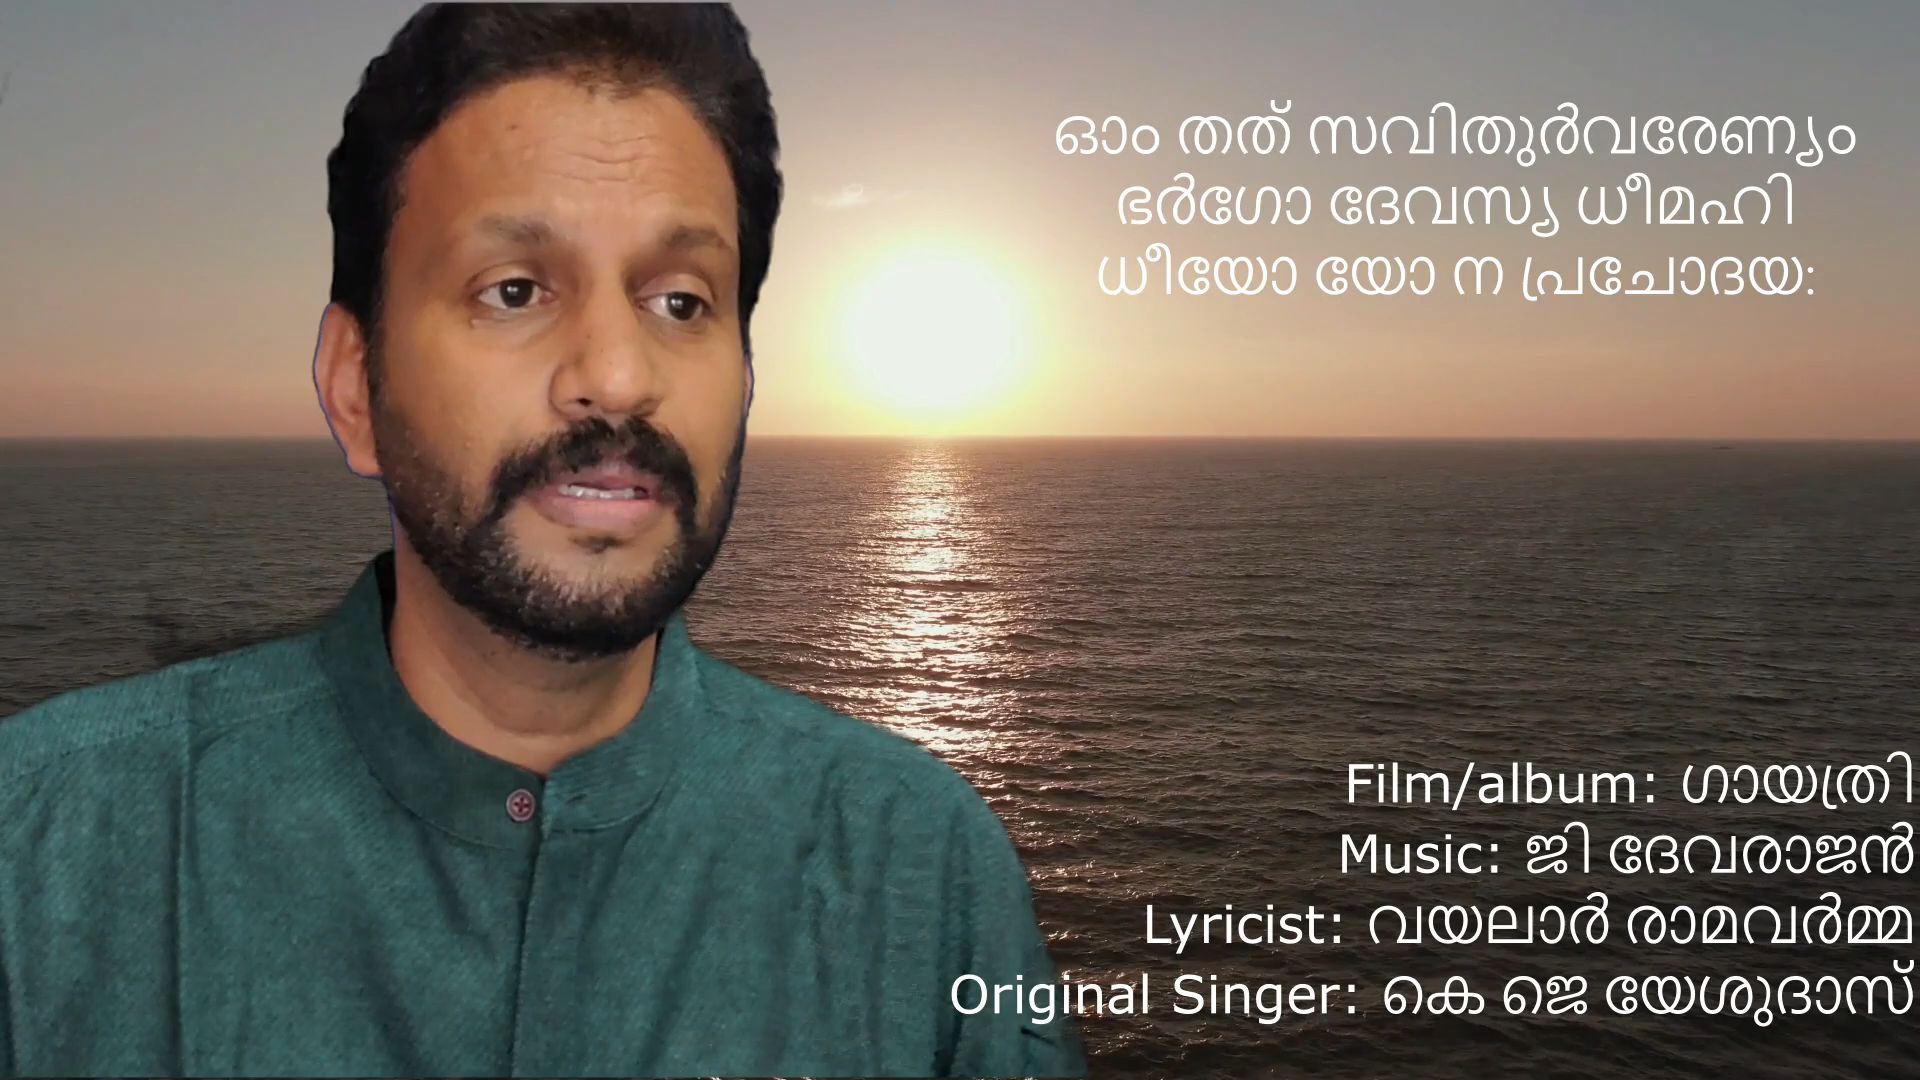 ഓം തത് സവിതുർവരേണ്യം
ഭർഗോ ദേവസ്യ ധീമഹി
ധീയോ യോ ന പ്രചോദയ:
Film/album: ഗായത്രി
Music: ജി ദേവരാജൻ
Lyricist: വയലാർ രാമവർമ്മ
Original Singer: കെ ജെ യേശുദാസ്